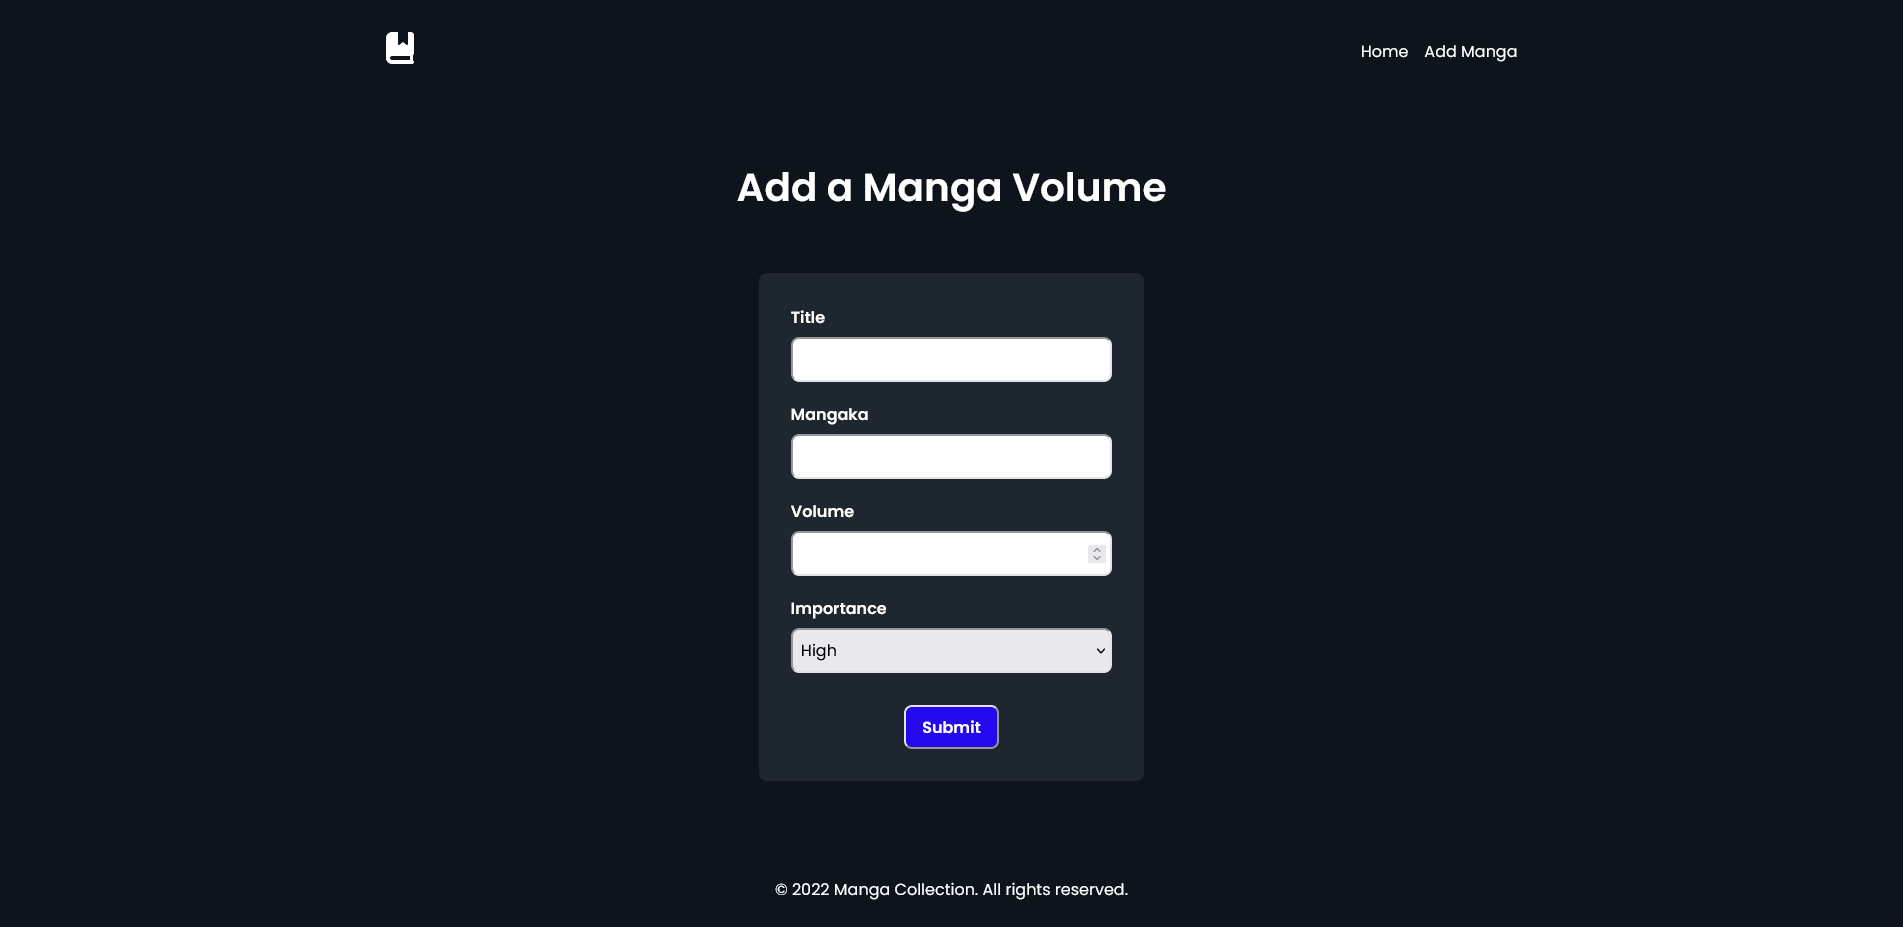 Home Add Manga
Add a Manga Volume
Title
Mangaka
Volume
Importance
High
Submit
© 2022 Manga Collection. All rights reserved.